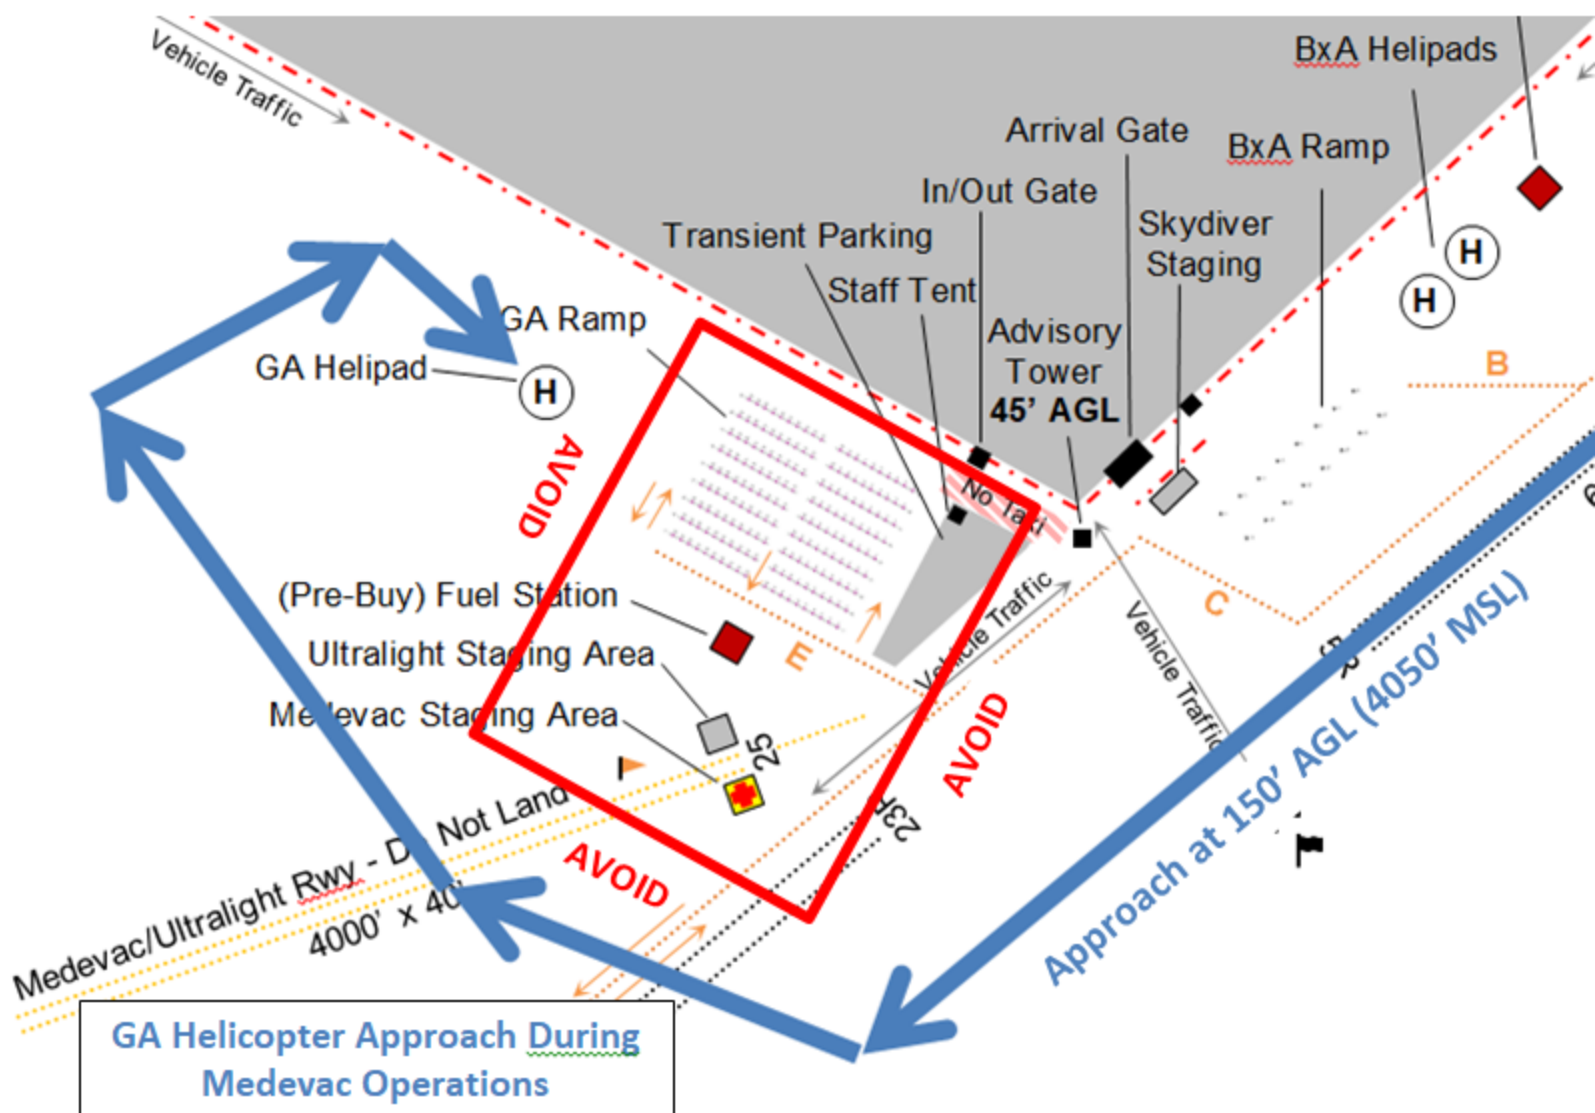 Vehicle Traffic
BxA Helipads
Arrival Gate
BxA Ramp
In/Out Gate
Skydiver
Staging
Transient Parking
Staff Tent
H
H
GA Ramp
Advisory
Tower
45' AGL
GA Helipad
H
B
AVOID
No Taxi
(Pre-Buy) Fuel Station
Ultralight Staging Area
Medevac Staging Area
E
Vehicle Traffic
C
Vehicle Traffic
5R
25
AVOID
Approach at 150' AGL (4050' MSL)
23R
Medevac/Ultralight Rwy - Do Not Land
4000' x 40'
AVOID
GA Helicopter Approach During
Medevac Operations